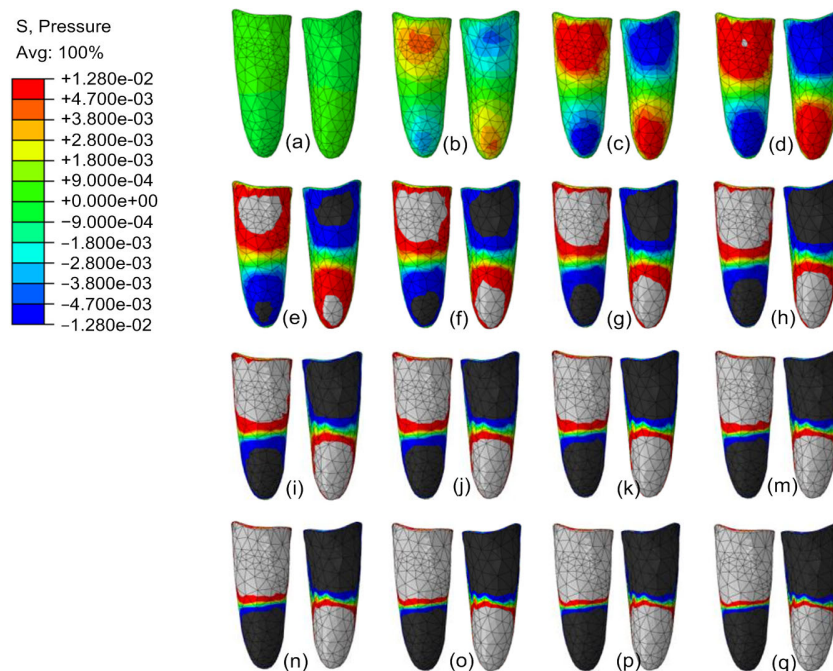 S, Pressure
Avg: 100%
+1.280e-02
+4.700e-03
+3.800e-03
+2.800e-03
+1.800e-03
+9.000e-04
+0.000e+00
−9.000e-04
−1.800e-03
−2.800e-03
−3.800e-03
−4.700e-03
−1.280e-02
(a) (b) (c) (d)
(e) (f) (g) (h)
(i) (j) (k) (m)
(n) (o) (p) (q)